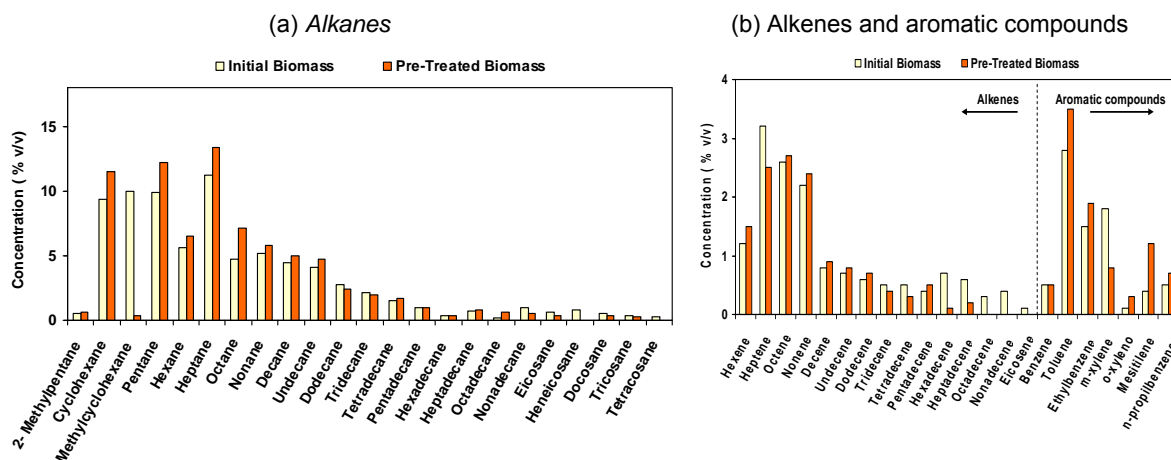 (a) Alkanes
Initial Biomass
Pre-Treated Biomass
Concentration ( % v/v)
15
10
5
0
2- Methylpentane
Cyclohexane
Methylcyclohexane
Pentane
Hexane
Heptane
Octane
Nonane
Decane
Undecane
Dodecane
Tridecane
Tetradecane
Pentadecane
Hexadecane
Heptadecane
Octadecane
Nonadecane
Eicosane
Heneicosane
Docosane
Tricosane
Tetracosane
(b) Alkenes and aromatic compounds
Initial Biomass
Pre-Treated Biomass
Concentration ( % v/v)
4
3
2
1
0
Alkenes
Aromatic compounds
Hexene
Heptene
Octene
Nonene
Decene
Undecene
Dodecene
Tridecene
Tetradecene
Pentadecene
Hexadecene
Heptadecene
Octadecene
Nonadecene
Eicosene
Benzene
Toluene
Ethylbenzene
m-xylene
o-xyleno
Mesitilene
n-propilbenzene